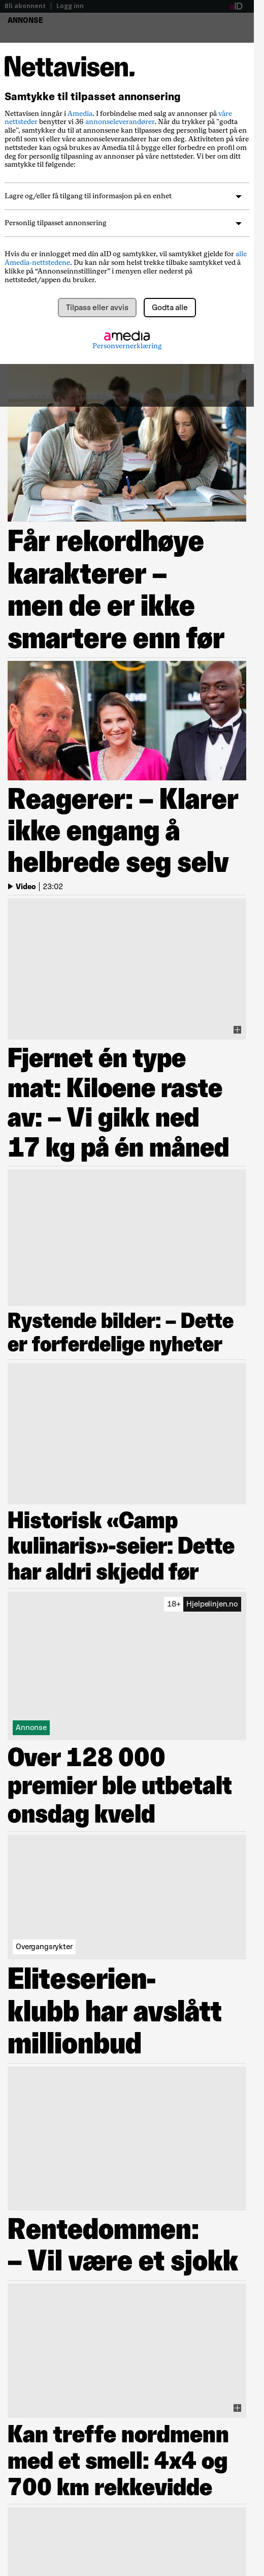 Bli abonnent | Logg inn
aID
ANNONSE
Nettavisen.
Samtykke til tilpasset annonsering
Nettavisen inngår i Amedia. I forbindelse med salg av annonser på våre
nettsteder benytter vi 36 annonseleverandører. Når du trykker på "godta
alle", samtykker du til at annonsene kan tilpasses deg personlig basert på en
profil som vi eller våre annonseleverandører har om deg. Aktiviteten på våre
nettsteder kan også brukes av Amedia til å bygge eller forbedre en profil om
deg for personlig tilpasning av annonser på våre nettsteder. Vi ber om ditt
samtykke til følgende:
Lagre og/eller få tilgang til informasjon på en enhet
Personlig tilpasset annonsering
Hvis du er innlogget med din aID og samtykker, vil samtykket gjelde for alle
Amedia-nettstedene. Du kan når som helst trekke tilbake samtykket ved å
klikke på “Annonseinnstillinger” i menyen eller nederst på
nettstedet/appen du bruker.
Tilpass eller avvis
Godta alle
amedia
Personvernerklæring
Får rekordhøye
karakterer –
men de er ikke
smartere enn før
Reagerer: – Klarer
ikke engang å
helbrede seg selv
Video | 23:02
Fjernet én type
mat: Kiloene raste
av: – Vi gikk ned
17 kg på én måned
Rystende bilder: – Dette
er forferdelige nyheter
Historisk «Camp
kulinaris»-seier: Dette
har aldri skjedd før
18+ Hjelpelinjen.no
Annonse
Over 128 000
premier ble utbetalt
onsdag kveld
Overgangsrykter
Eliteserien-
klubb har avslått
millionbud
Rentedommen:
– Vil være et sjokk
Kan treffe nordmenn
med et smell: 4x4 og
700 km rekkevidde